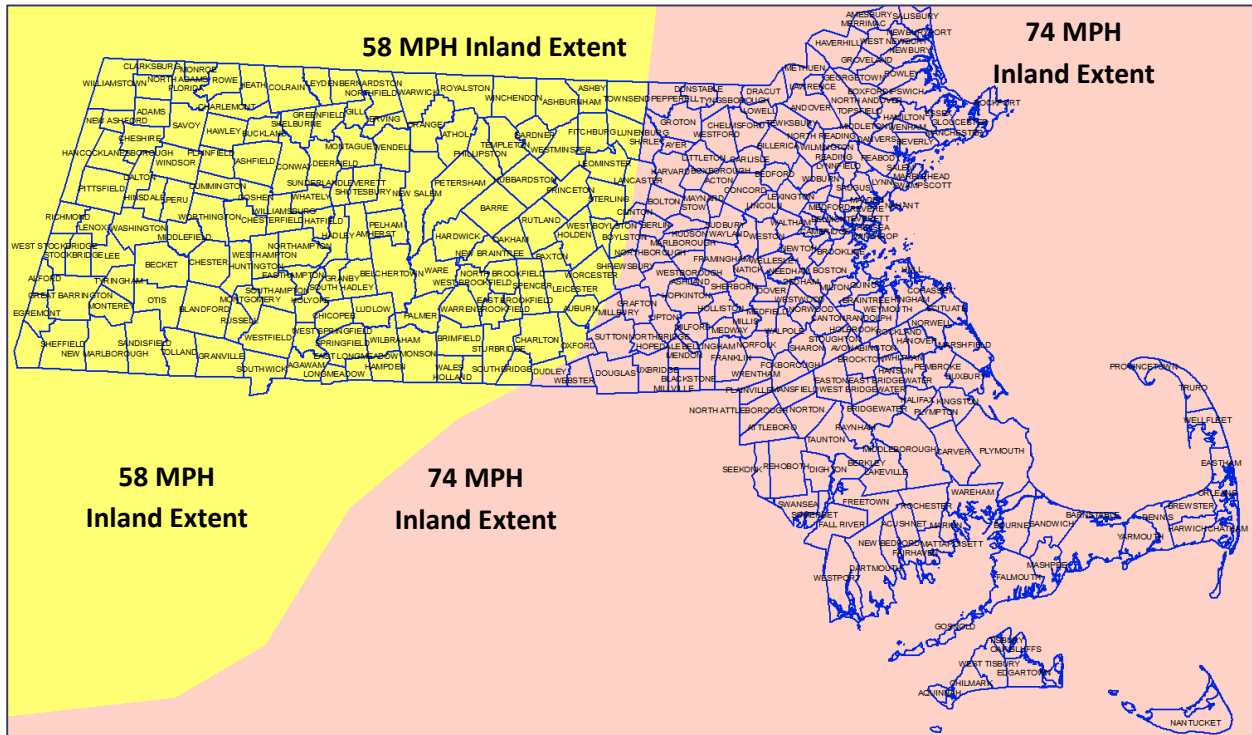 58 MPH Inland Extent
74 MPH
Inland Extent
58 MPH
Inland Extent
74 MPH
Inland Extent
AMESBURY
SALISBURY
MERRIMAC
NEWBURYPORT
HAVERHILL
WEST NEWBURY
NEWBURY
GROVELAND
METHUEN
GEORGETOWN
ROWLEY
LAWRENCE
BOXFORD
IPSWICH
ROCKPORT
CLARKSBURG
MONROE
WILLIAMSTOWN
NORTH ADAMS
ROWE
FLORIDA
HEATH
COLRAIN
LEYDEN
BERNARDSTON
NORTHFIELD
WARWICK
ROYALSTON
WINCHENDON
ASHBURNHAM
ASHBY
TOWNSEND
PEPPERELL
DUNSTABLE
TYNGSBOROUGH
DRACUT
LOWELL
ANDOVER
NORTH ANDOVER
TOPSFIELD
HAMILTON
ESSEX
GLOUCESTER
ADAMS
NEW ASHFORD
SAVOY
CHARLEMONT
HAWLEY
BUCKLAND
SHELBURNE
GREENFIELD
GILL
ERVING
ORANGE
ATHOL
PHILLIPSTON
TEMPLETON
GARDNER
WESTMINSTER
FITCHBURG
LUNENBURG
SHIRLEY
GROTON
AYER
WESTFORD
CHELMSFORD
TEWKSBURY
BILLERICA
WILMINGTON
NORTH READING
MIDDLETON
WENHAM
MANCHESTER
DANVERS
BEVERLY
CHESHIRE
HANCOCK
LANESBOROUGH
WINDSOR
PLAINFIELD
ASHFIELD
CONWAY
DEERFIELD
MONTAGUE
WENDELL
LEOMINSTER
LANCASTER
HARVARD
LITTLETON
BOXBOROUGH
ACTON
CARLISLE
BEDFORD
READING
LYNNFIELD
PEABODY
SALEM
MARBLEHEAD
SWAMPSCOTT
DALTON
PITTSFIELD
HINSDALE
PERU
CUMMINGTON
GOSHEN
WILLIAMSBURG
WHATELY
SUNDERLAND
LEVERETT
SHUTESBURY
NEW SALEM
PETERSHAM
HUBBARDSTON
PRINCETON
STERLING
CLINTON
BOLTON
MAYNARD
STOW
CONCORD
LINCOLN
LEXINGTON
WOBURN
SAUGUS
LYNN
NAHANT
RICHMOND
LENOX
WASHINGTON
MIDDLEFIELD
WORTHINGTON
CHESTERFIELD
HATFIELD
HADLEY
AMHERST
PELHAM
BARRE
RUTLAND
HOLDEN
WEST BOYLSTON
BOYLSTON
BERLIN
HUDSON
SUDBURY
WAYLAND
WESTON
WALTHAM
MEDFORD
REVERE
EVERETT
WEST STOCKBRIDGE
STOCKBRIDGE
LEE
BECKET
CHESTER
HUNTINGTON
WESTHAMPTON
NORTHAMPTON
EASTHAMPTON
SOUTHAMPTON
SOUTH HADLEY
GRANBY
BELCHERTOWN
WARE
HARDWICK
NEW BRAINTREE
OAKHAM
PAXTON
WORCESTER
SHREWSBURY
NORTHBOROUGH
MARLBOROUGH
FRAMINGHAM
NATICK
WELLESLEY
NEWTON
BROOKLINE
BOSTON
HULL
ALFORD
GREAT BARRINGTON
TYRINGHAM
MONTEREY
OTIS
BLANDFORD
MONTGOMERY
RUSSELL
HOLYOKE
CHICOPEE
LUDLOW
PALMER
WARREN
WEST BROOKFIELD
NORTH BROOKFIELD
EAST BROOKFIELD
BROOKFIELD
SPENCER
LEICESTER
AUBURN
MILLBURY
GRAFTON
WESTBOROUGH
ASHLAND
HOPKINTON
SHERBORN
DOVER
NEEDHAM
DEDHAM
MILTON
QUINCY
COHASSET
EGREMONT
SHEFFIELD
NEW MARLBOROUGH
SANDISFIELD
TOLLAND
GRANVILLE
WESTFIELD
SOUTHWICK
WEST SPRINGFIELD
SPRINGFIELD
AGAWAM
LONGMEADOW
EAST LONGMEADOW
WILBRAHAM
HAMPDEN
MONSON
BRIMFIELD
WALES
HOLLAND
STURBRIDGE
SOUTHBRIDGE
CHARLTON
OXFORD
DUDLEY
WEBSTER
SUTTON
DOUGLAS
NORTHBRIDGE
UXBRIDGE
UPTON
MILFORD
HOPEDALE
MENDON
BLACKSTONE
MILLVILLE
BELLINGHAM
HOLLISTON
MEDWAY
MILLIS
MEDFIELD
FRANKLIN
NORFOLK
WRENTHAM
WALPOLE
WESTWOOD
NORWOOD
CANTON
RANDOLPH
BRAINTREE
WEYMOUTH
HINGHAM
SCITUATE
NORWELL
ROCKLAND
HANOVER
HOLBROOK
STOUGHTON
AVON
ABINGTON
SHARON
FOXBOROUGH
BROCKTON
WHITMAN
HANSON
PEMBROKE
MARSHFIELD
DUXBURY
PLAINVILLE
MANSFIELD
EASTON
WEST BRIDGEWATER
EAST BRIDGEWATER
HALIFAX
KINGSTON
PLYMPTON
NORTH ATTLEBOROUGH
NORTON
BRIDGEWATER
ATTLEBORO
RAYNHAM
TAUNTON
MIDDLEBOROUGH
CARVER
PLYMOUTH
SEEKONK
REHOBOTH
DIGHTON
BERKLEY
LAKEVILLE
SWANSEA
SOMERSET
FREETOWN
ROCHESTER
WAREHAM
FALL RIVER
ACUSHNET
MARION
NEW BEDFORD
MATTAPOISETT
FAIRHAVEN
DARTMOUTH
WESTPORT
BOURNE
SANDWICH
BARNSTABLE
MASHPEE
FALMOUTH
YARMOUTH
DENNIS
HARWICH
CHATHAM
BREWSTER
ORLEANS
EASTHAM
WELLFLEET
TRURO
PROVINCETOWN
GOSNOLD
TISBURY
OAK BLUFFS
WEST TISBURY
EDGARTOWN
CHILMARK
AQUINNAH
NANTUCKET